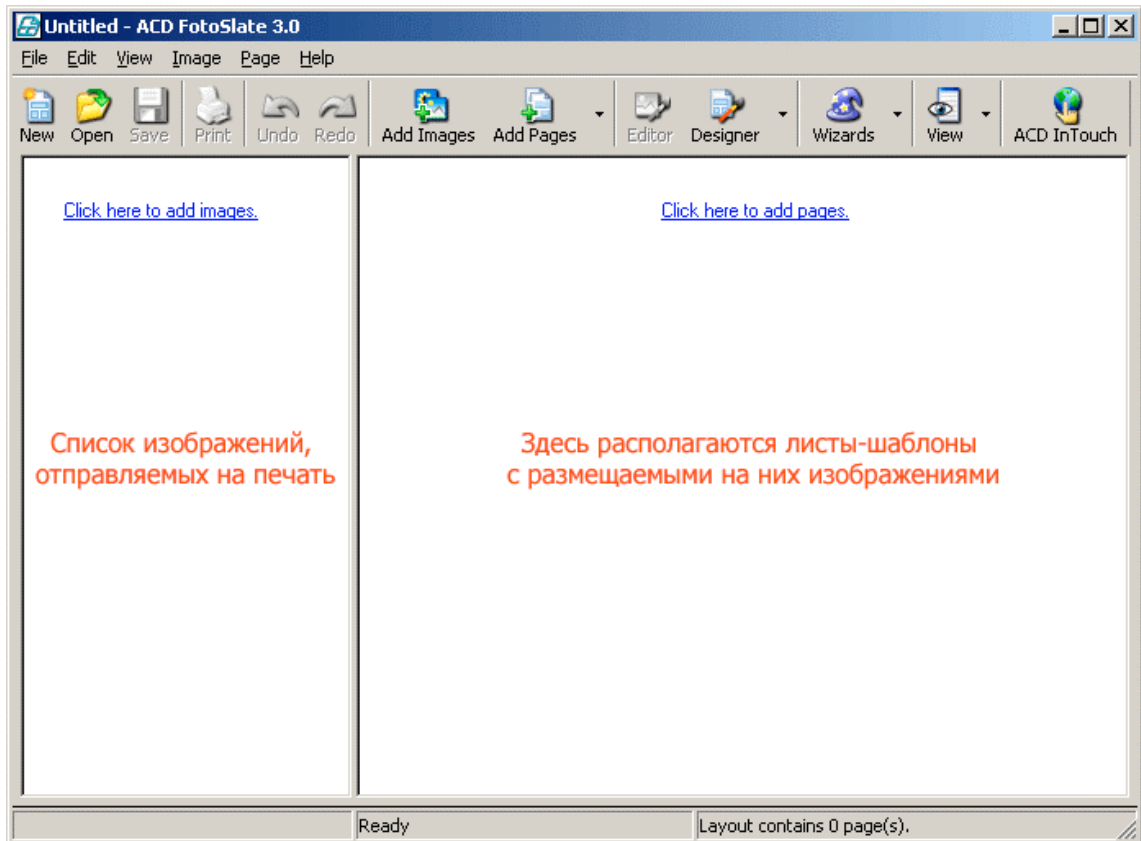 Untitled - ACD FotoSlate 3.0
File Edit View Image Page Help
New Open Save Print Undo Redo Add Images Add Pages Editor Designer Wizards View ACD InTouch
Click here to add images. Click here to add pages.
Список изображений,
отправляемых на печать
Здесь располагаются листы-шаблоны
с размещаемыми на них изображениями
Ready Layout contains 0 page(s).